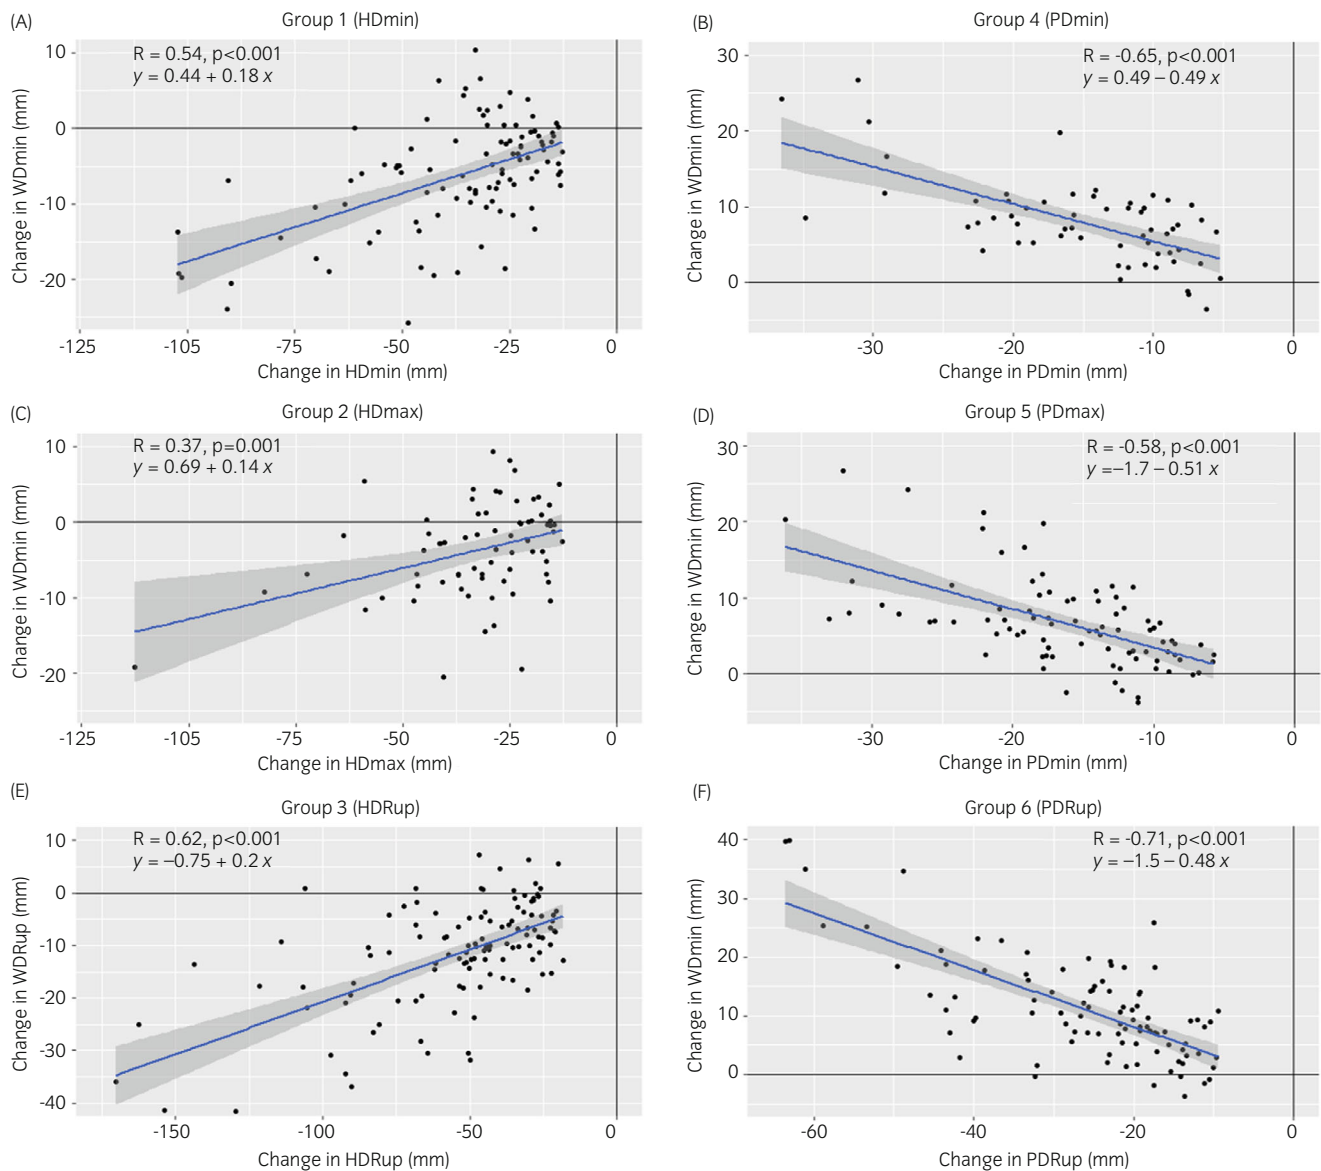 (A)
Group 1 (HDmin)
R = 0.54, p<0.001
y = 0.44 + 0.18 x
Change in WDmin (mm)
10
0
-10
-20
-125
-105
-75
-25
0
Change in HDmin (mm)
(B)
Group 4 (PDmin)
R = -0.65, p<0.001
y = 0.49 – 0.49 x
Change in WDmin (mm)
30
20
10
0
-30
-20
-10
0
Change in PDmin (mm)
(C)
Group 2 (HDmax)
R = 0.37, p=0.001
y = 0.69 + 0.14 x
Change in WDmin (mm)
10
0
-10
-20
-125
-105
-75
-25
0
Change in HDmax (mm)
(D)
Group 5 (PDmax)
R = -0.58, p<0.001
y =–1.7 – 0.51 x
Change in WDmin (mm)
30
20
10
0
-30
-20
-10
0
Change in PDmin (mm)
(E)
Group 3 (HDRup)
R = 0.62, p<0.001
y = –0.75 + 0.2 x
Change in WDRup (mm)
10
0
-10
-20
-30
-40
-150
-100
-50
0
Change in HDRup (mm)
(F)
Group 6 (PDRup)
R = -0.71, p<0.001
y = –1.5 – 0.48 x
Change in WDmin (mm)
40
30
20
10
0
-60
-40
-20
0
Change in PDRup (mm)